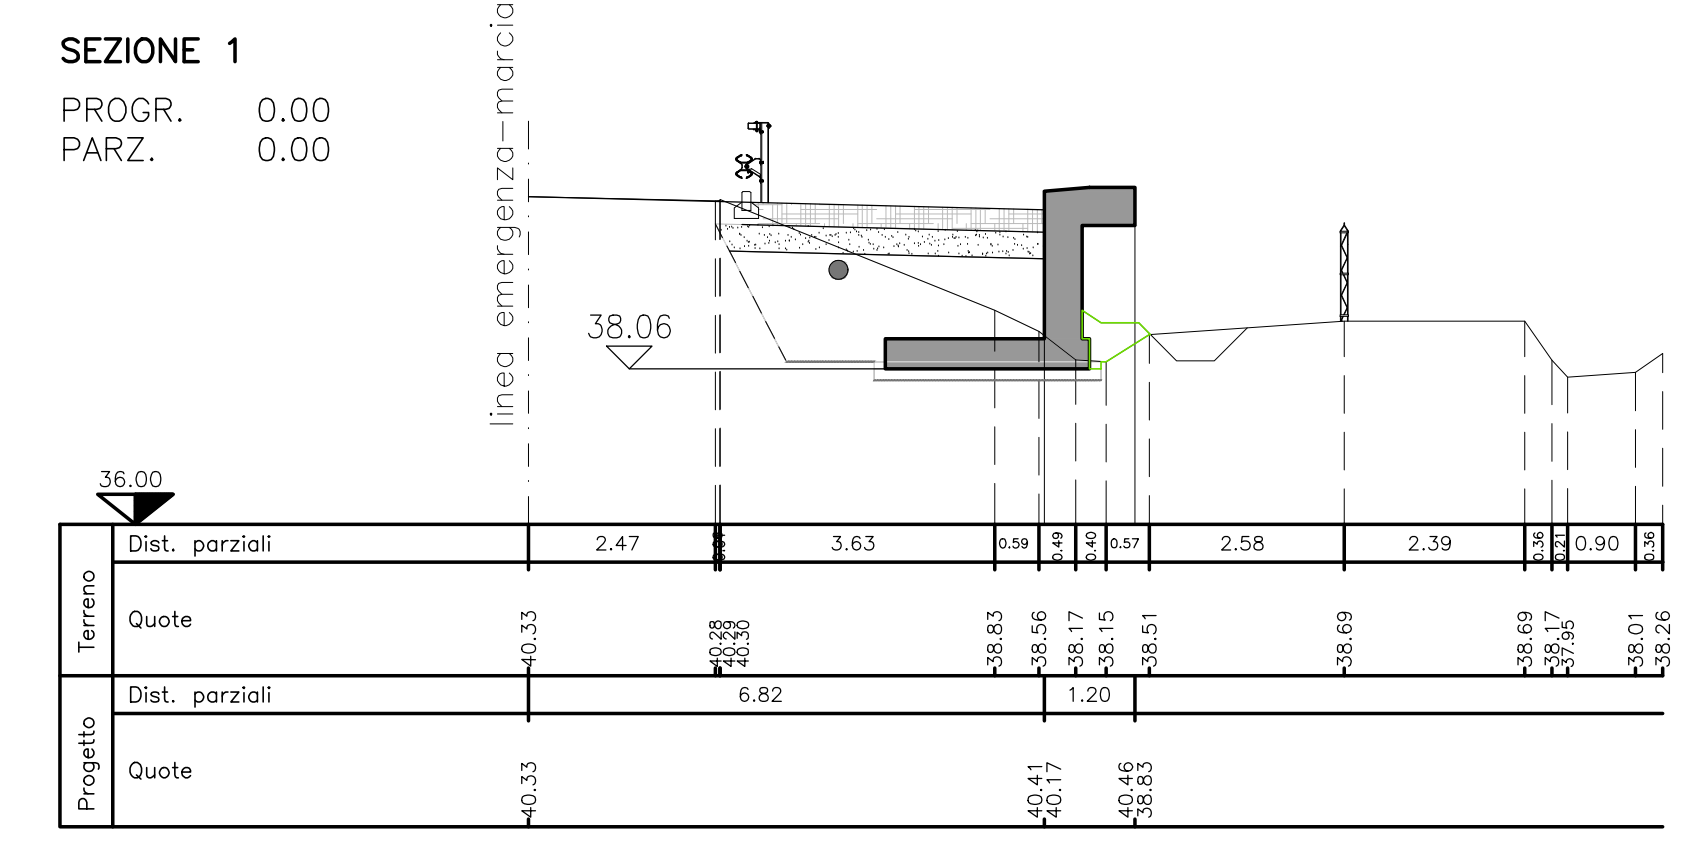 SEZIONE 1
PROGR. 0.00
PARZ. 0.00
linea emergenza-marcia
38.06
36.00
Terreno
Dist. parziali 2.47 3.63 0.59 0.49 0.40 0.57 2.58 2.39 0.36 0.21 0.90 0.36
Quote 40.33 40.28 40.29 40.30 38.83 38.56 38.17 38.15 38.51 38.69 38.69 38.17 37.95 38.01 38.26
Progetto
Dist. parziali 6.82 1.20
Quote 40.33 40.41 40.17 40.46 38.83